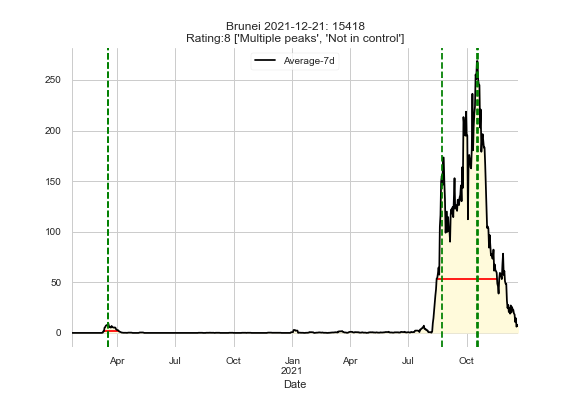 Brunei 2021-12-21: 15418
Rating:8 ['Multiple peaks', 'Not in control']
Average-7d
250
200
150
100
50
0
Apr Jul Oct Jan Apr Jul Oct
2021
Date